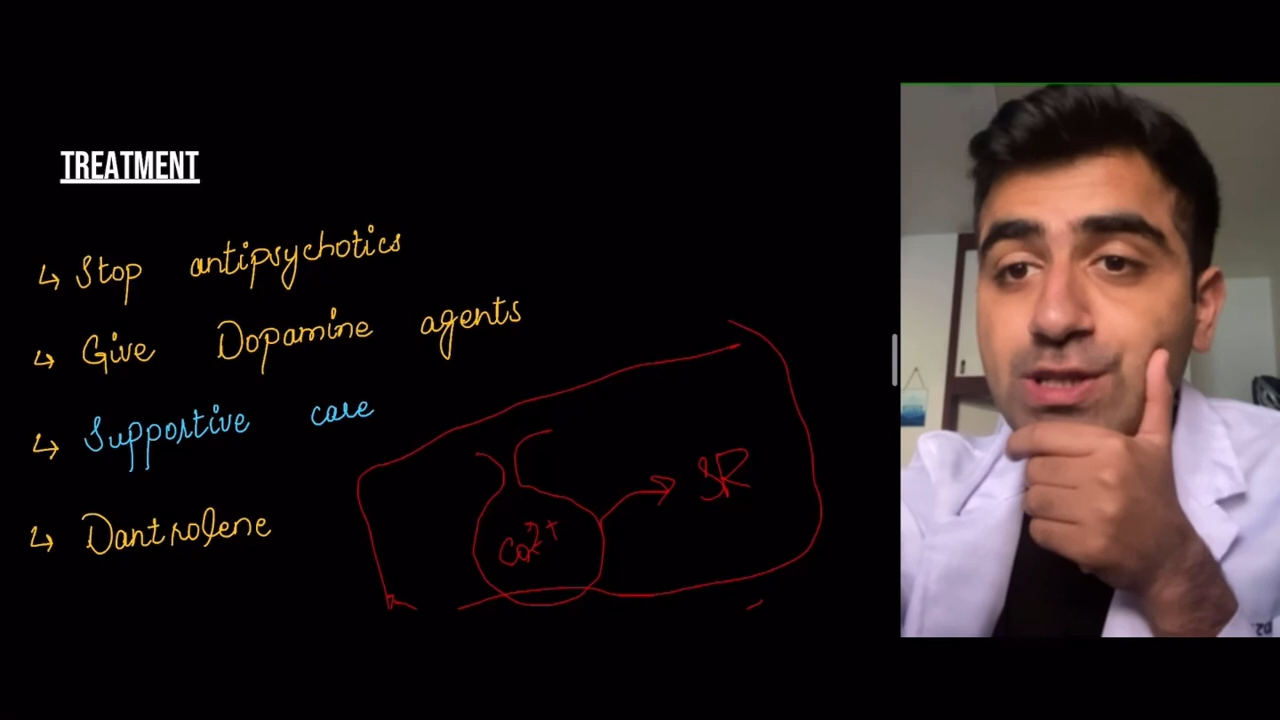 TREATMENT
↳ Stop antipsychotics
↳ Give Dopamine agents
↳ Supportive care
↳ Dantrolene
Ca2+
→ SR